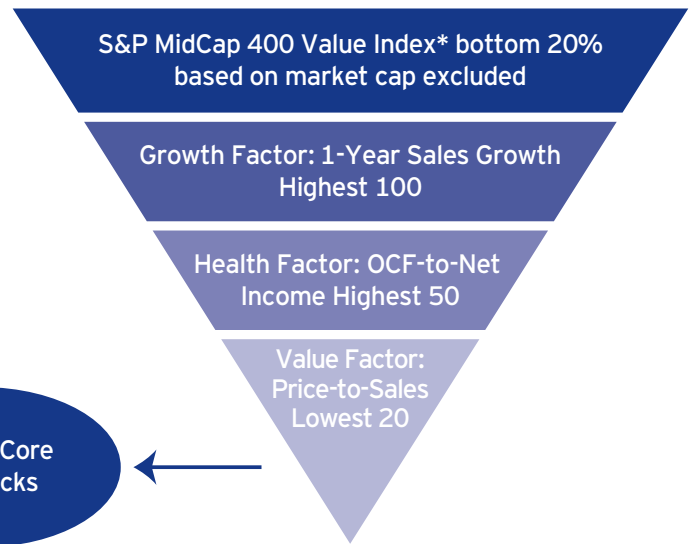 S&P MidCap 400 Value Index* bottom 20%
based on market cap excluded
Growth Factor: 1-Year Sales Growth
Highest 100
Health Factor: OCF-to-Net
Income Highest 50
Value Factor:
Price-to-Sales
Lowest 20
Core